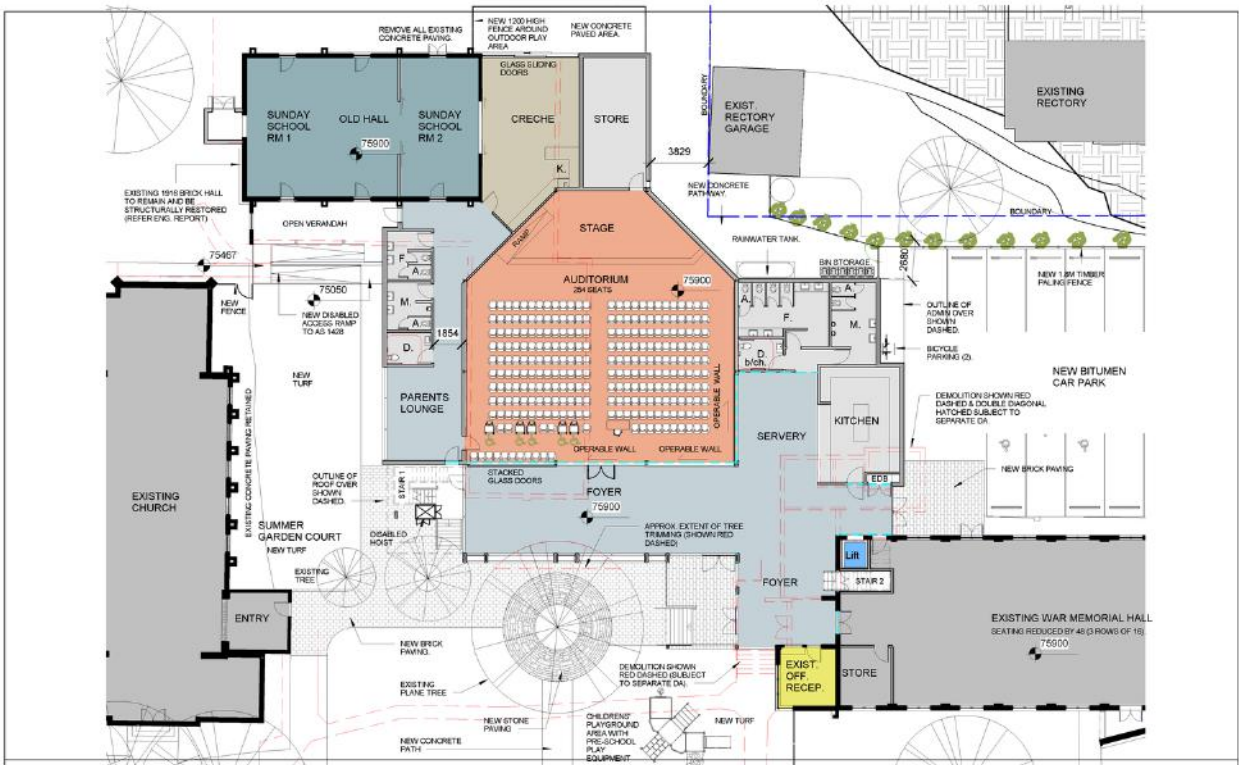 REMOVE ALL EXISTING
CONCRETE PAVING.
NEW 1200 HIGH
FENCE AROUND
OUTDOOR PLAY
AREA
NEW CONCRETE
PAVED AREA.
GLASS SLIDING
DOORS
SUNDAY
SCHOOL
RM 1
OLD HALL
75900
SUNDAY
SCHOOL
RM 2
CRECHE
K.
STORE
BOUNDARY
EXIST.
RECTORY
GARAGE
EXISTING
RECTORY
3829
NEW CONCRETE
PATHWAY.
BOUNDARY
EXISTING 1916 BRICK HALL
TO REMAIN AND BE
STRUCTURALLY RESTORED
(REFER ENG. REPORT)
OPEN VERANDAH
RAMP
STAGE
RAINWATER TANK.
BIN STORAGE.
2680
NEW 1.8M TIMBER
PALING FENCE
75467
75050
NEW
FENCE
NEW DISABLED
ACCESS RAMP
TO AS 1428
F.
A.
M.
A.
D.
1854
AUDITORIUM
284 SEATS
75900
A.
F.
A.
M.
D.
b/ch.
OUTLINE OF
ADMIN OVER
SHOWN
DASHED.
BICYCLE
PARKING (2).
NEW BITUMEN
CAR PARK
NEW
TURF
EXISTING CONCRETE PAVING RETAINED
PARENTS
LOUNGE
OPERABLE WALL
OPERABLE WALL
OPERABLE WALL
SERVERY
KITCHEN
DEMOLITION SHOWN RED
DASHED & DOUBLE DIAGONAL
HATCHED SUBJECT TO
SEPARATE DA.
NEW BRICK PAVING
EDB
OUTLINE OF
ROOF OVER
SHOWN
DASHED.
STAIR 1
STACKED
GLASS DOORS
FOYER
75900
EXISTING
CHURCH
SUMMER
GARDEN COURT
NEW TURF
DISABLED
HOIST
APPROX. EXTENT OF TREE
TRIMMING (SHOWN RED
DASHED)
EXISTING
TREE
Lift
STAIR 2
FOYER
ENTRY
EXISTING WAR MEMORIAL HALL
SEATING REDUCED BY 48 (3 ROWS OF 16)
75900
NEW BRICK
PAVING.
EXISTING
PLANE TREE
DEMOLITION SHOWN
RED DASHED (SUBJECT
TO SEPARATE DA)
EXIST.
OFF.
RECEP.
STORE
NEW STONE
PAVING
NEW CONCRETE
PATH
CHILDRENS'
PLAYGROUND
AREA WITH
PRE-SCHOOL
PLAY
EQUIPMENT
NEW TURF